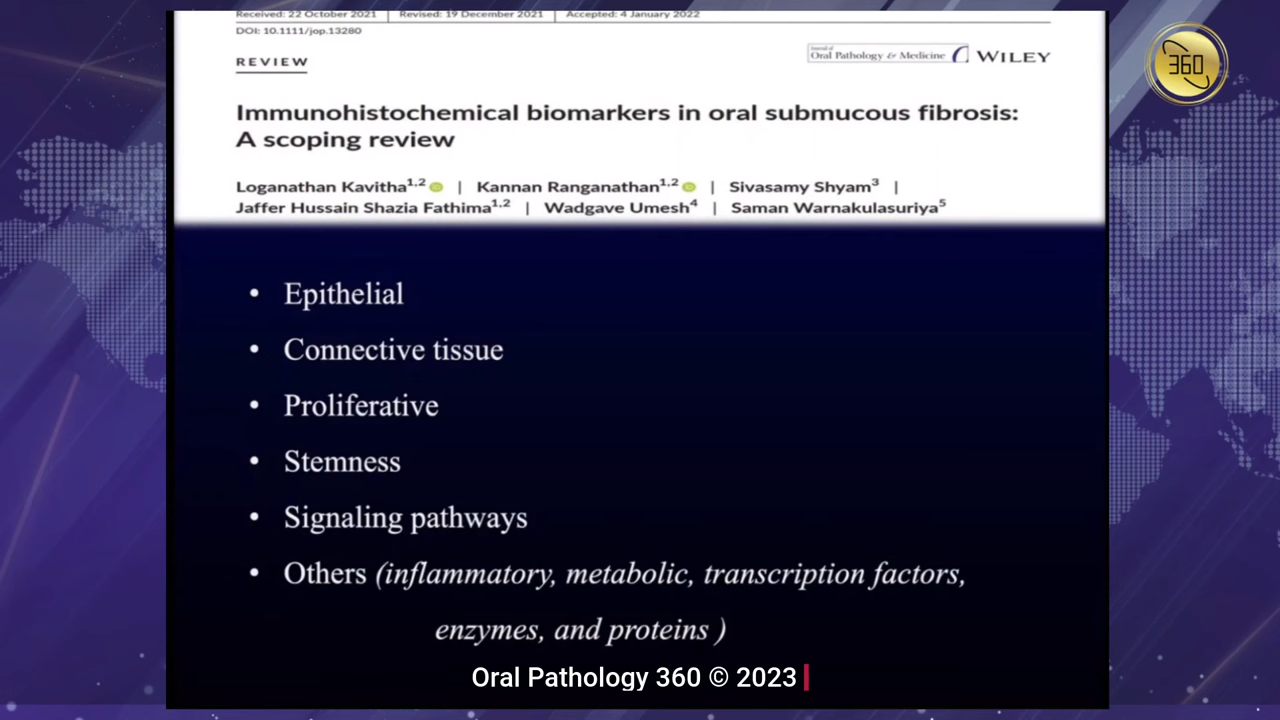 Received: 22 October 2021 | Revised: 19 December 2021 | Accepted: 4 January 2022
DOI: 10.1111/jop.13280
REVIEW
Journal of
Oral Pathology & Medicine WILEY
360
Immunohistochemical biomarkers in oral submucous fibrosis:
A scoping review
Loganathan Kavitha1,2 | Kannan Ranganathan1,2 | Sivasamy Shyam3 |
Jaffer Hussain Shazia Fathima1,2 | Wadgave Umesh4 | Saman Warnakulasuriya5
• Epithelial
• Connective tissue
• Proliferative
• Stemness
• Signaling pathways
• Others (inflammatory, metabolic, transcription factors,
enzymes, and proteins )
Oral Pathology 360 © 2023